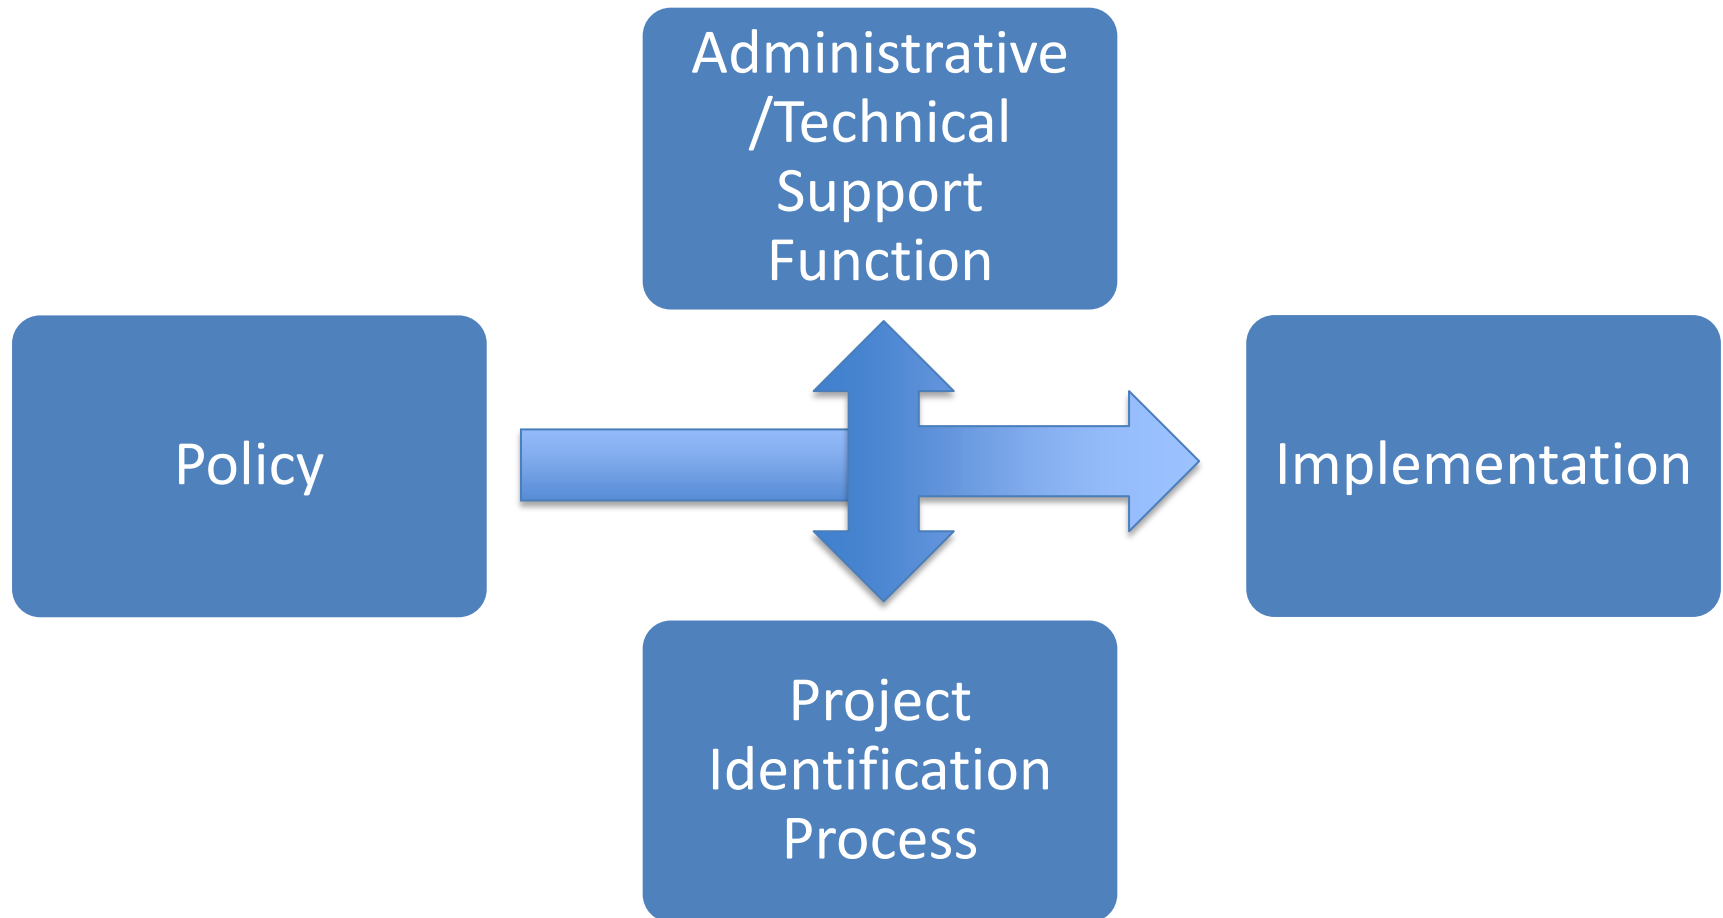 Administrative
/Technical
Support
Function
Policy
Implementation
Project
Identification
Process